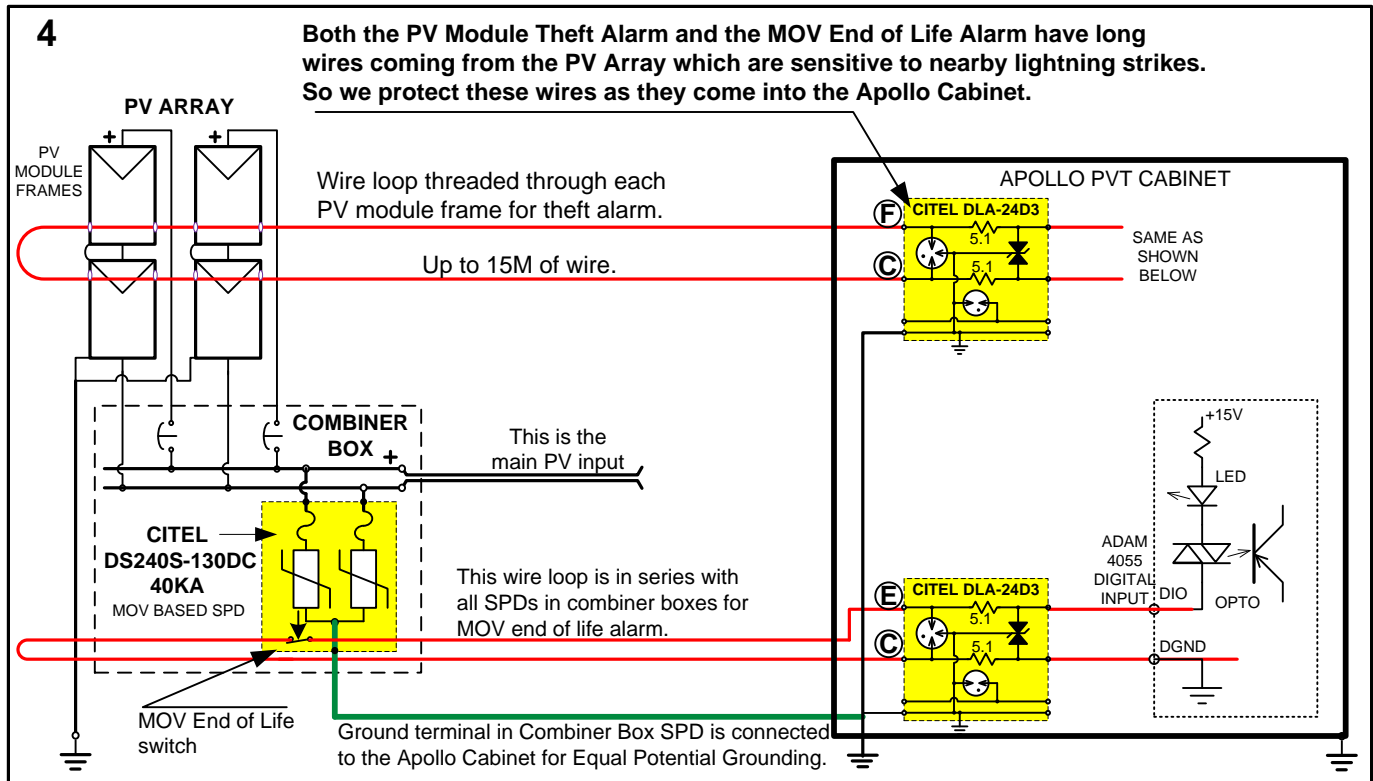 4
Both the PV Module Theft Alarm and the MOV End of Life Alarm have long
wires coming from the PV Array which are sensitive to nearby lightning strikes.
So we protect these wires as they come into the Apollo Cabinet.
PV ARRAY
+
+
PV
MODULE
FRAMES
Wire loop threaded through each
PV module frame for theft alarm.
Up to 15M of wire.
APOLLO PVT CABINET
F
CITEL DLA-24D3
5.1
C
5.1
SAME AS
SHOWN
BELOW
COMBINER
BOX
+
This is the
main PV input
CITEL
DS240S-130DC
40KA
MOV BASED SPD
This wire loop is in series with
all SPDs in combiner boxes for
MOV end of life alarm.
+15V
LED
ADAM
4055
DIGITAL
INPUT
DIO
OPTO
E
CITEL DLA-24D3
5.1
C
5.1
DGND
MOV End of Life
switch
Ground terminal in Combiner Box SPD is connected
to the Apollo Cabinet for Equal Potential Grounding.